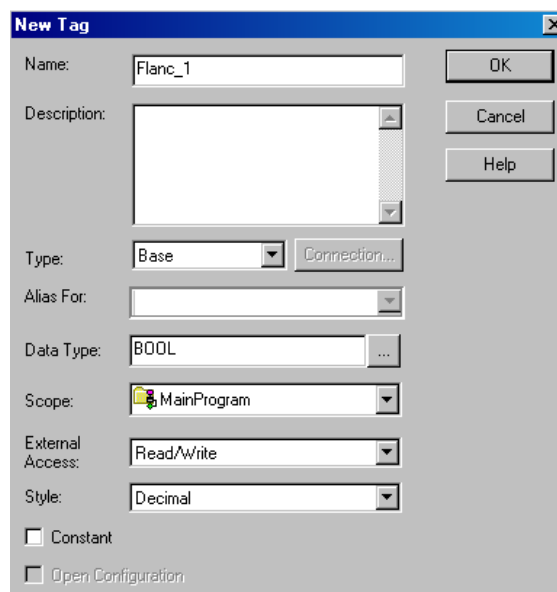 New Tag
Name:
Flanc_1
OK
Description:
Cancel
Help
Type:
Base
Connection...
Alias For:
Data Type:
BOOL
...
Scope:
MainProgram
External
Access:
Read/Write
Style:
Decimal
Constant
Open Configuration